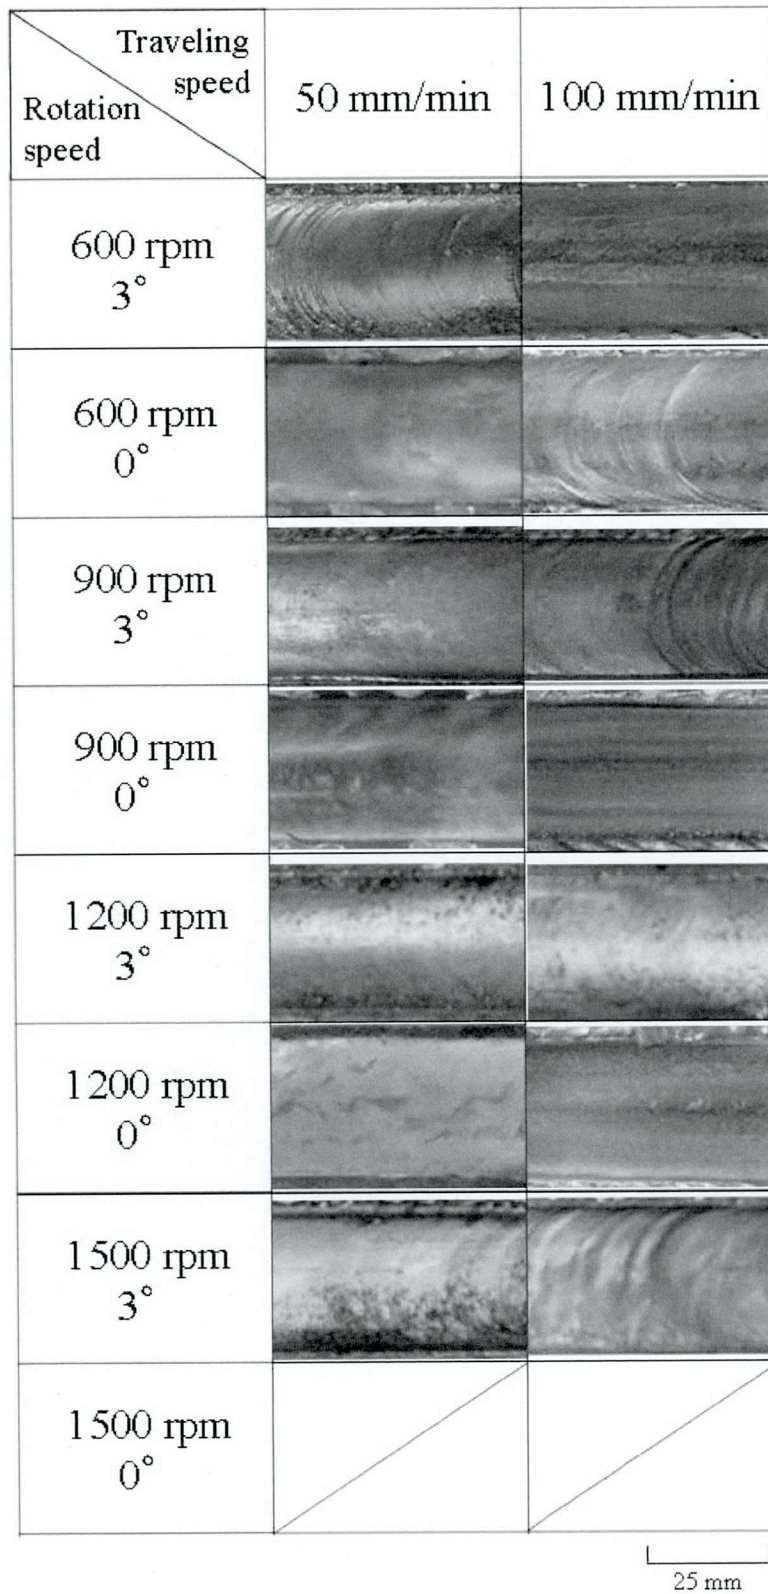 Traveling
speed
Rotation
speed
50 mm/min
100 mm/min
600 rpm
3°
600 rpm
0°
900 rpm
3°
900 rpm
0°
1200 rpm
3°
1200 rpm
0°
1500 rpm
3°
1500 rpm
0°
25 mm